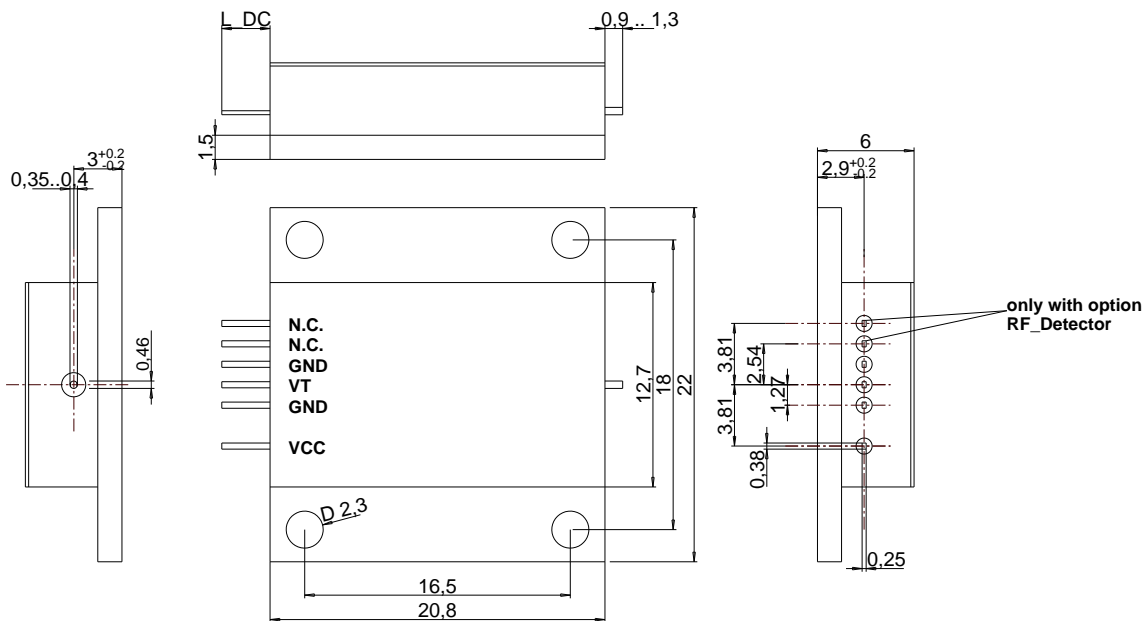 L_DC
0,9 .. 1,3
1,5
3+0.2-0.2
0,35..0,4
0,46
N.C.
N.C.
GND
VT
GND
VCC
D 2,3
16,5
20,8
12,7
18
22
6
2,9+0.2-0.2
only with option
RF_Detector
3,81
2,54
1,27
3,81
0,38
0,25